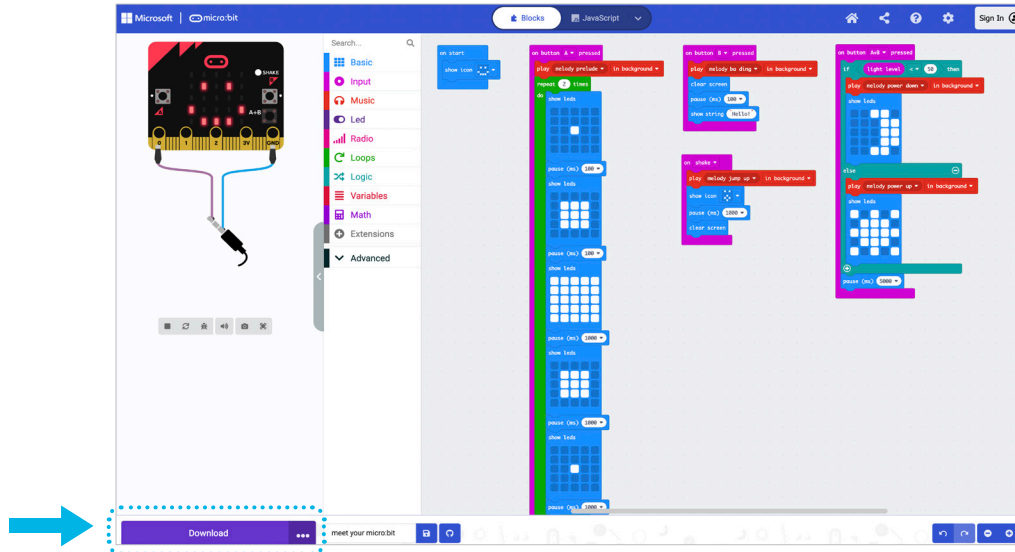 Microsoft micro:bit Blocks JavaScript Sign In
SHAKE
A+B
0 1 2 3V GND
Search...
Basic
Input
Music
Led
Radio
Loops
Logic
Variables
Math
Extensions
Advanced
on start
show icon
on button A pressed
play melody prelude in background
repeat 2 times
do
show leds
pause (ms) 100
show leds
pause (ms) 100
show leds
pause (ms) 1000
show leds
pause (ms) 1000
show leds
pause (ms) 1000
on button B pressed
play melody ba ding in background
clear screen
pause (ms) 100
show string Hello!
on shake
play melody jump up in background
show icon
pause (ms) 1000
clear screen
on button A+B pressed
if light level < 50 then
play melody power down in background
show leds
else
play melody power up in background
show leds
pause (ms) 5000
Download meet your micro:bit